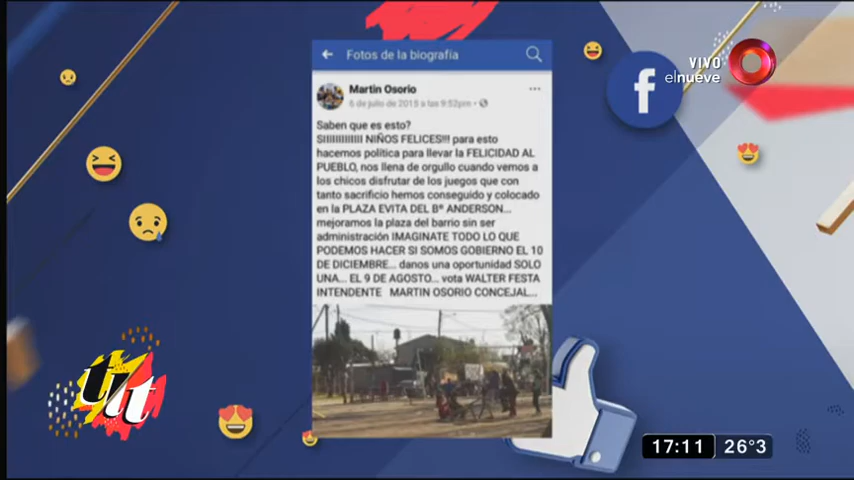 Fotos de la biografía
VIVO
elnueve
Martin Osorio
6 de julio de 2015 a las 9:52pm
Saben que es esto?
SIIIIIIIIIIIII NIÑOS FELICES!!! para esto
hacemos política para llevar la FELICIDAD AL
PUEBLO, nos llena de orgullo cuando vemos a
los chicos disfrutar de los juegos que con
tanto sacrificio hemos conseguido y colocado
en la PLAZA EVITA DEL Bº ANDERSON...
mejoramos la plaza del barrio sin ser
administración IMAGINATE TODO LO QUE
PODEMOS HACER SI SOMOS GOBIERNO EL 10
DE DICIEMBRE... danos una oportunidad SOLO
UNA... EL 9 DE AGOSTO... vota WALTER FESTA
INTENDENTE MARTIN OSORIO CONCEJAL...
f
ttt
17:11 26°3